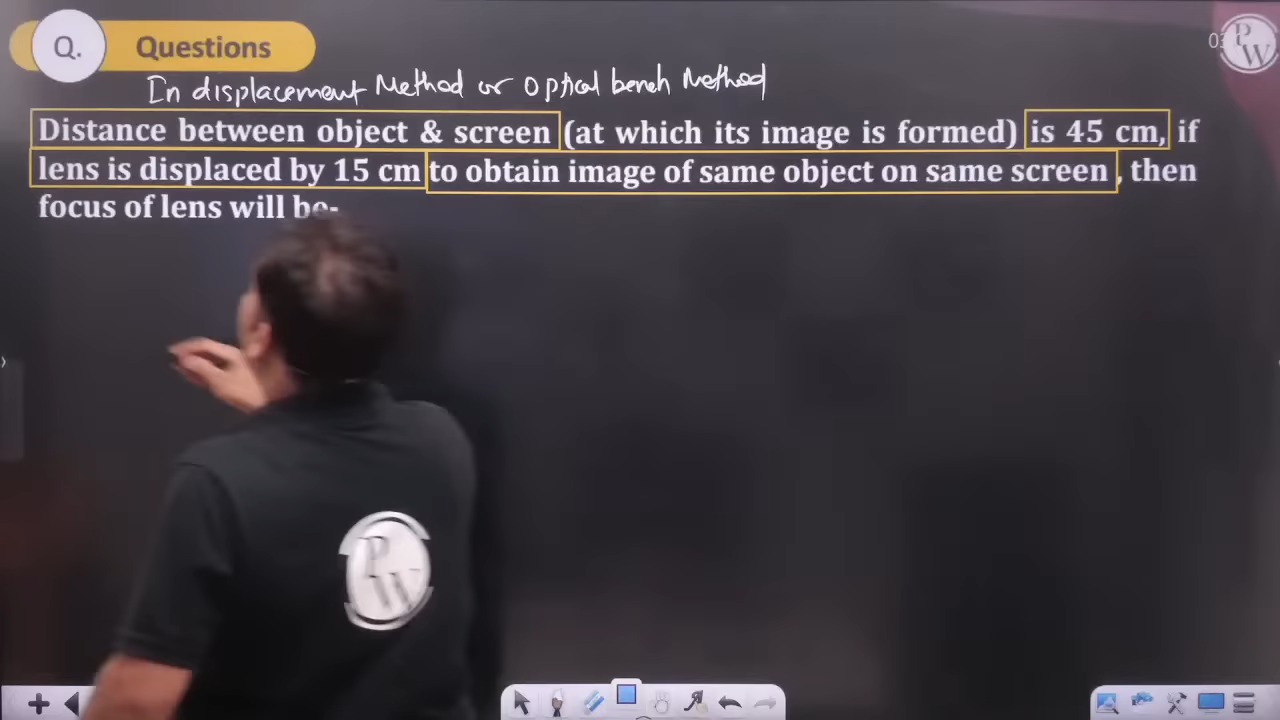 Q. Questions
In displacement Method or optical bench Method
Distance between object & screen (at which its image is formed) is 45 cm, if
lens is displaced by 15 cm to obtain image of same object on same screen, then
focus of lens will be-
PW
PW